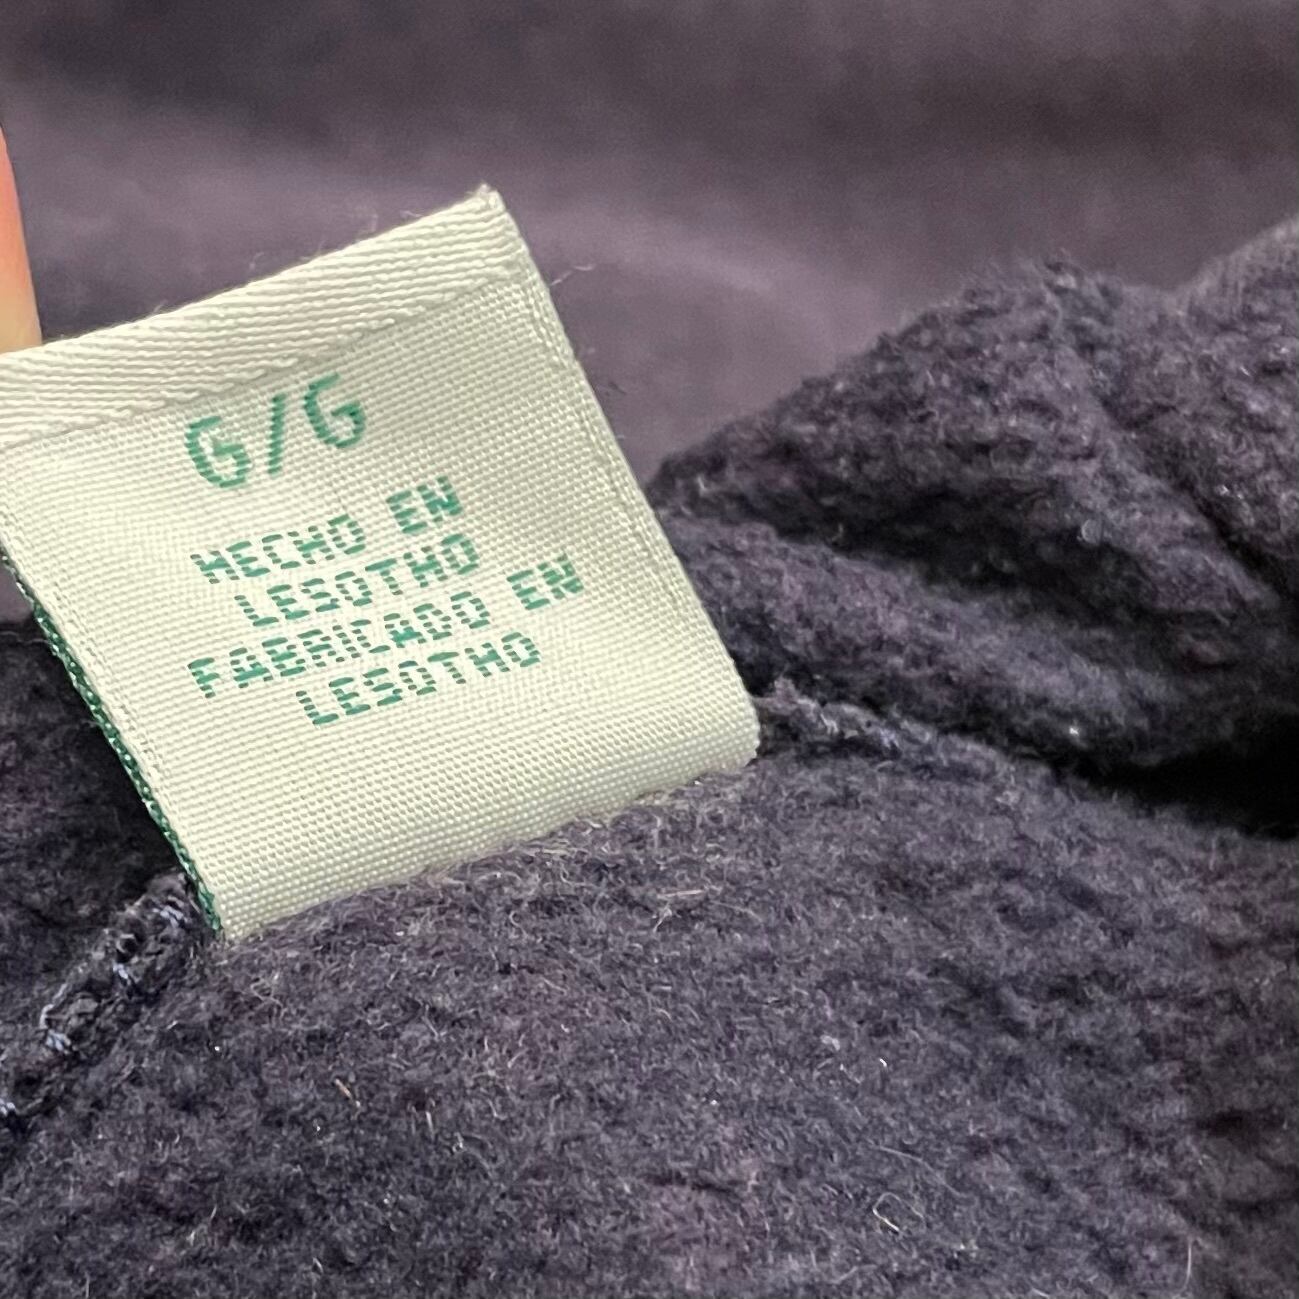 G/G
HECHO EN
LESOTHO
FABRICADO EN
LESOTHO